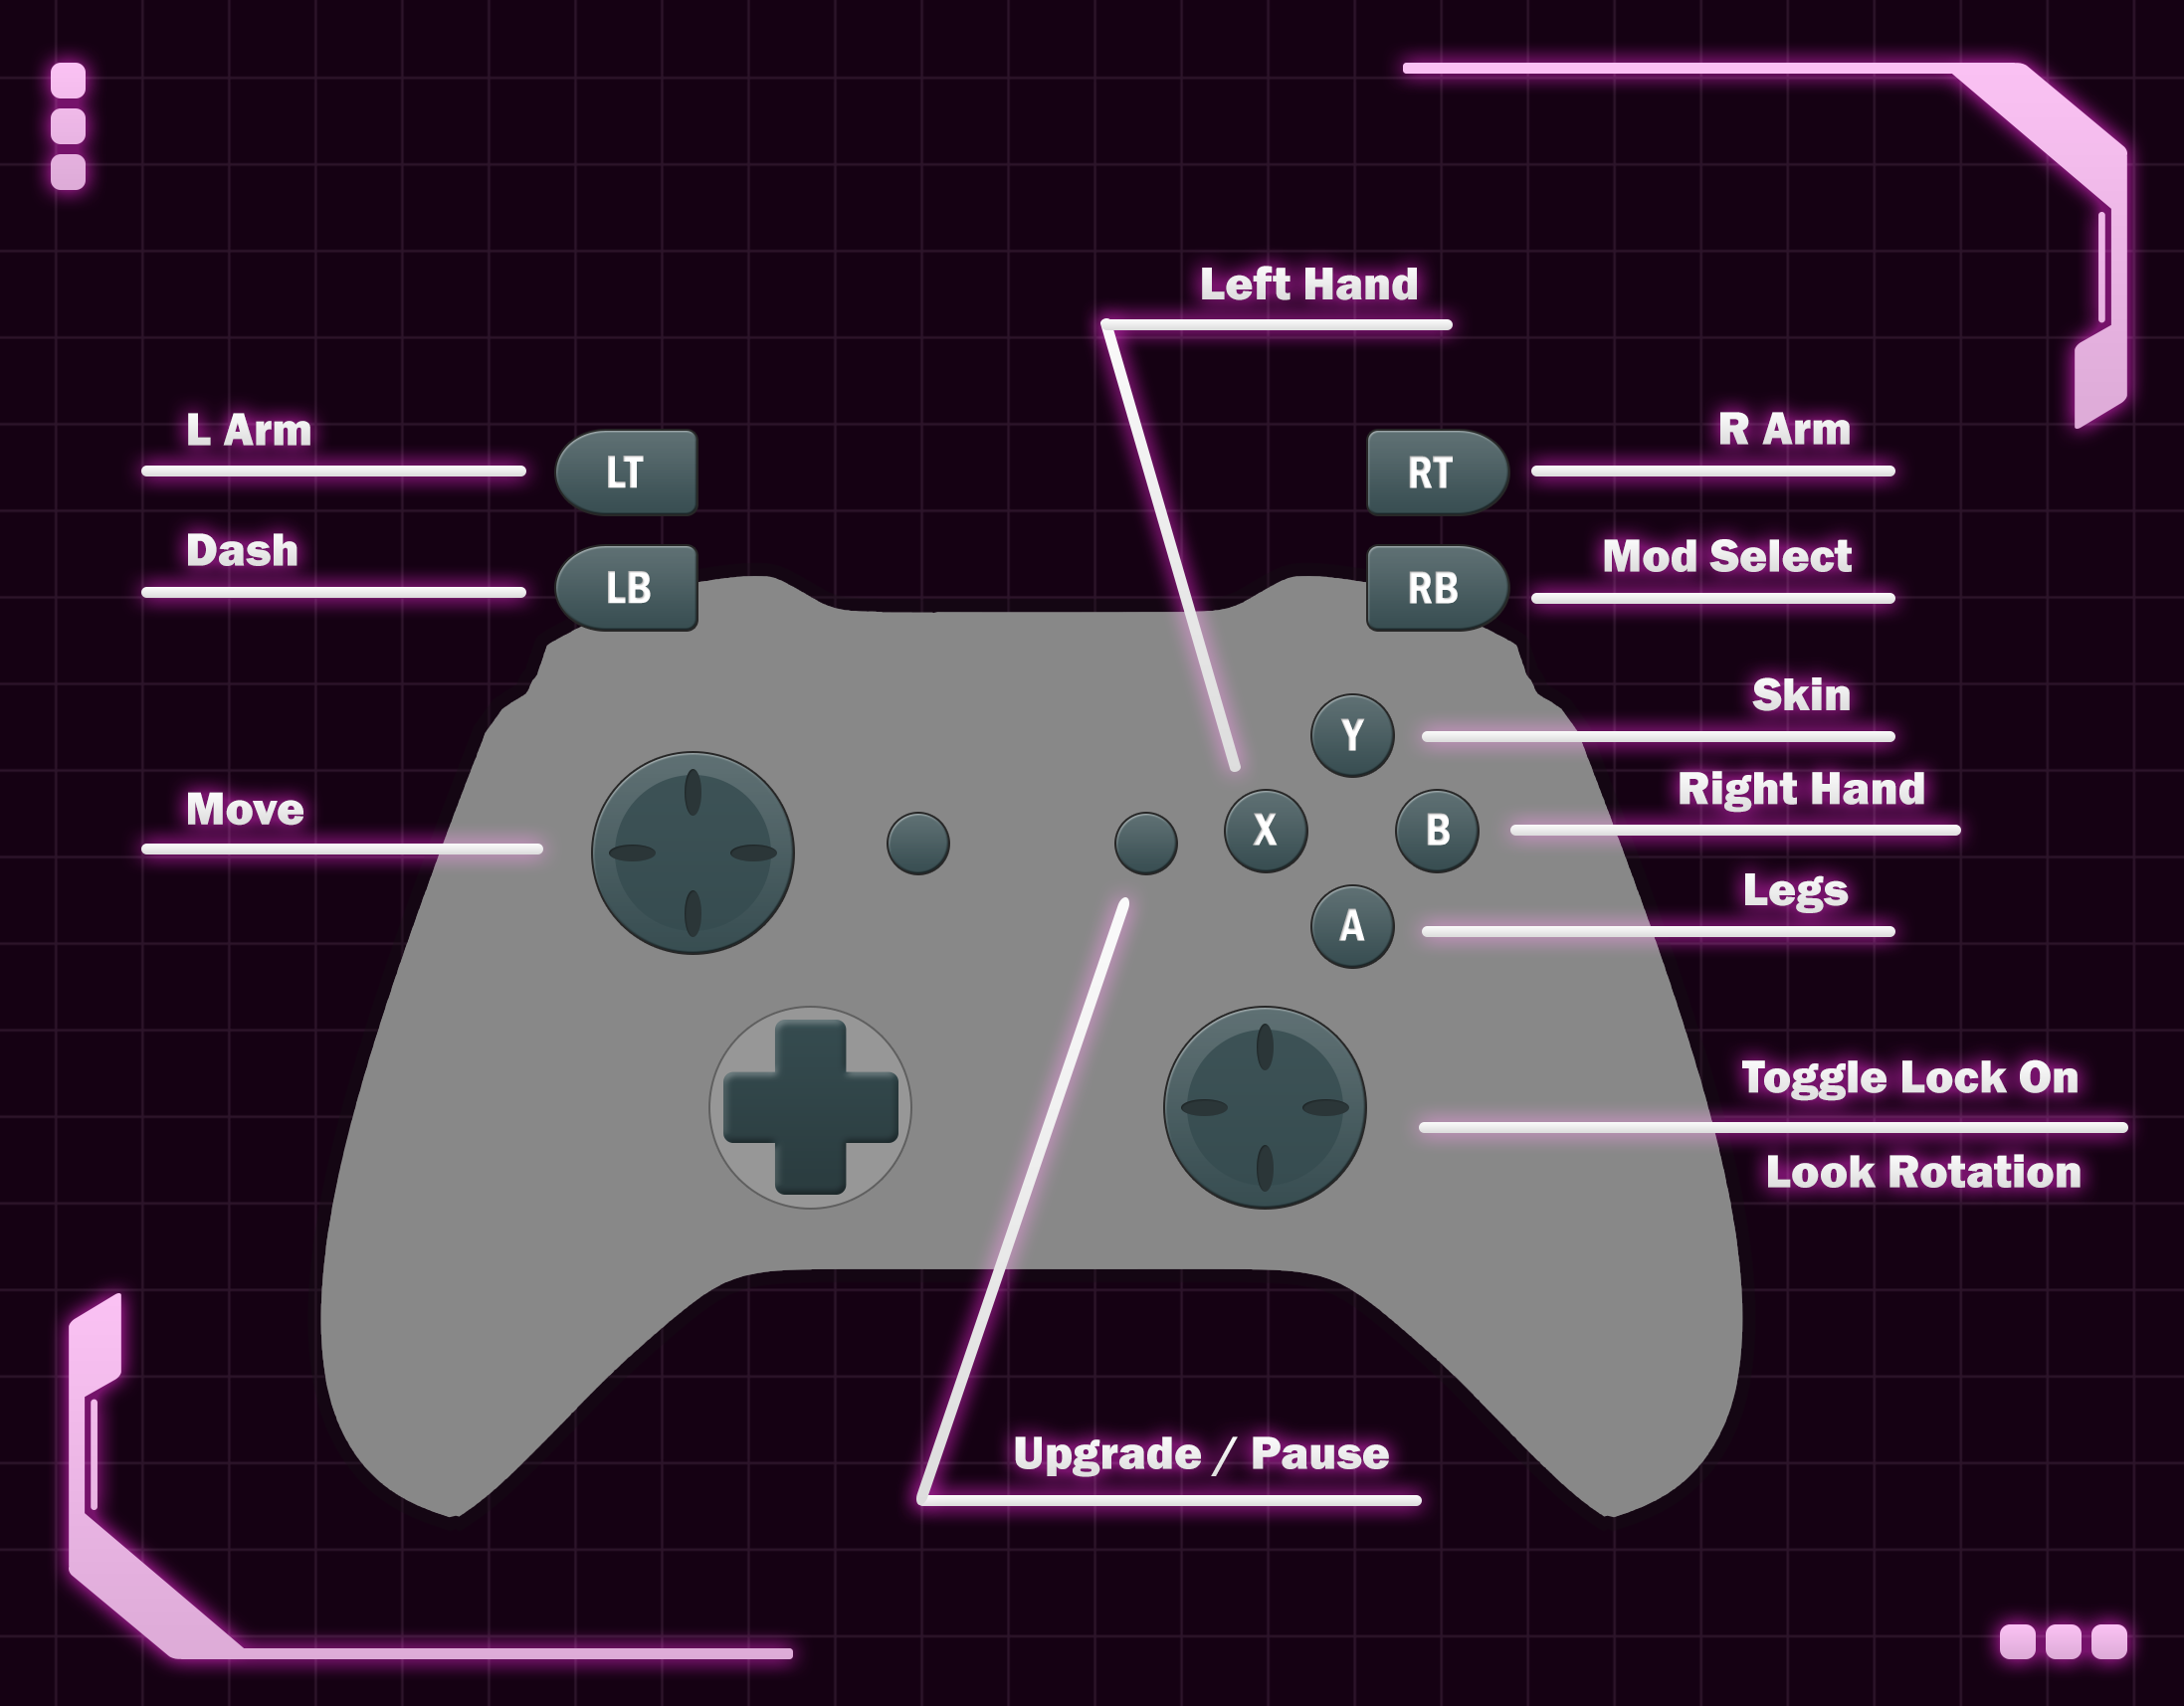 Left Hand
L Arm
LT
RT
R Arm
Dash
LB
RB
Mod Select
Skin
Y
Move
Right Hand
X
B
Legs
A
Toggle Lock On
Look Rotation
Upgrade / Pause